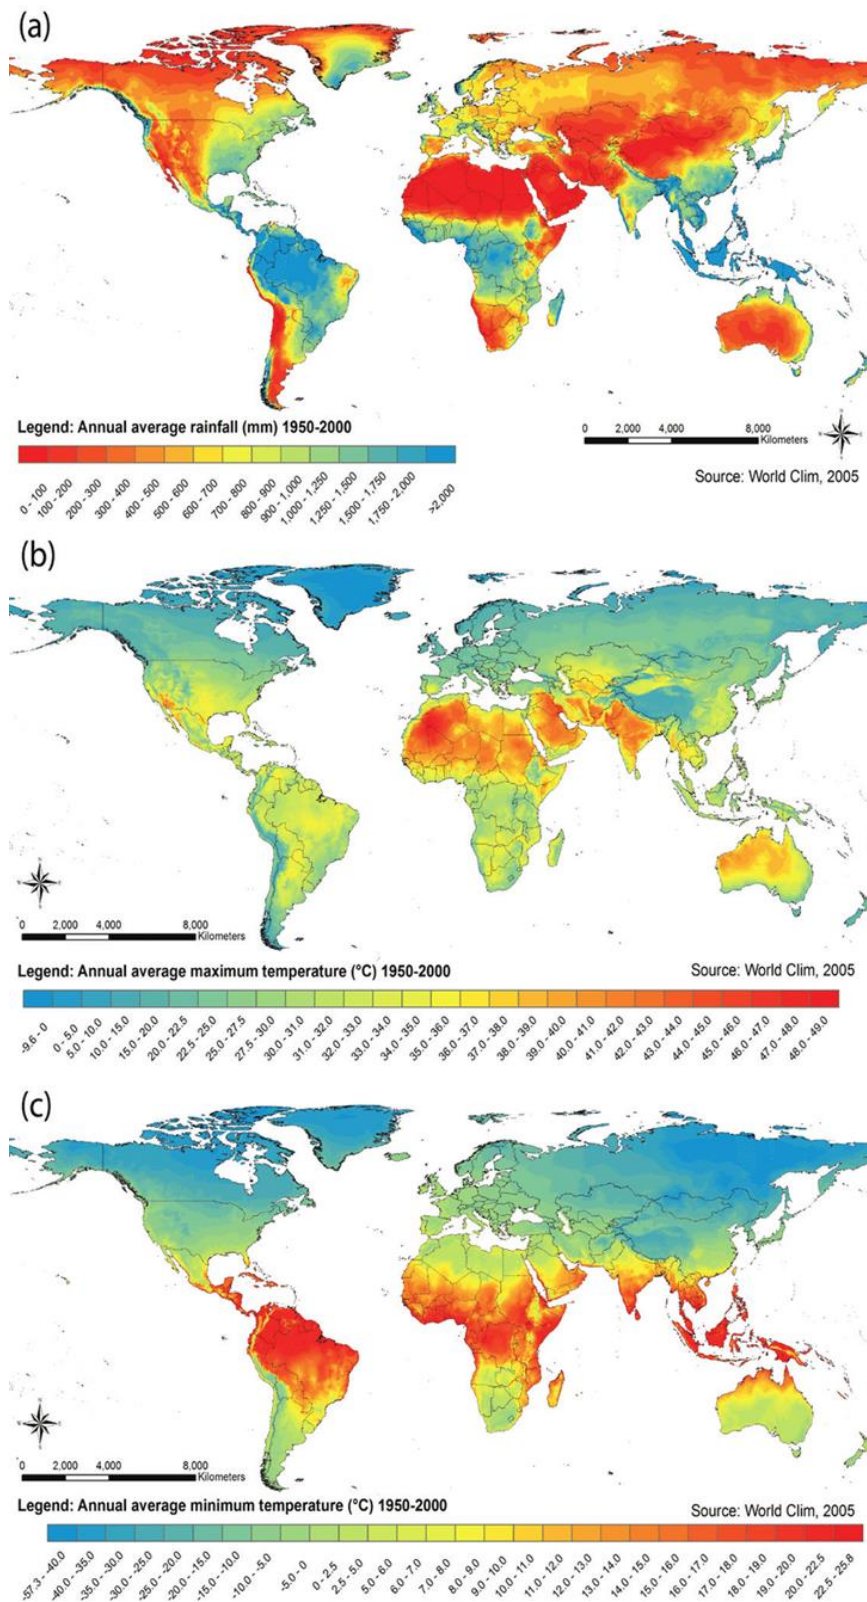 (a)
Legend: Annual average rainfall (mm) 1950-2000
0 - 100
100 - 200
200 - 300
300 - 400
400 - 500
500 - 600
600 - 700
700 - 800
800 - 900
900 - 1,000
1,000 - 1,250
1,250 - 1,500
1,500 - 1,750
1,750 - 2,000
>2,000
0 2,000 4,000 8,000
Kilometers
Source: World Clim, 2005
(b)
0 2,000 4,000 8,000
Kilometers
Legend: Annual average maximum temperature (°C) 1950-2000
Source: World Clim, 2005
-9.6 - 0
0 - 5.0
5.0 - 10.0
10.0 - 15.0
15.0 - 20.0
20.0 - 22.5
22.5 - 25.0
25.0 - 27.5
27.5 - 30.0
30.0 - 31.0
31.0 - 32.0
32.0 - 33.0
33.0 - 34.0
34.0 - 35.0
35.0 - 36.0
36.0 - 37.0
37.0 - 38.0
38.0 - 39.0
39.0 - 40.0
40.0 - 41.0
41.0 - 42.0
42.0 - 43.0
43.0 - 44.0
44.0 - 45.0
45.0 - 46.0
46.0 - 47.0
47.0 - 48.0
48.0 - 49.0
(c)
0 2,000 4,000 8,000
Kilometers
Legend: Annual average minimum temperature (°C) 1950-2000
Source: World Clim, 2005
-57.3 - -40.0
-40.0 - -35.0
-35.0 - -30.0
-30.0 - -25.0
-25.0 - -20.0
-20.0 - -15.0
-15.0 - -10.0
-10.0 - -5.0
-5.0 - 0
0 - 2.5
2.5 - 5.0
5.0 - 6.0
6.0 - 7.0
7.0 - 8.0
8.0 - 9.0
9.0 - 10.0
10.0 - 11.0
11.0 - 12.0
12.0 - 13.0
13.0 - 14.0
14.0 - 15.0
15.0 - 16.0
16.0 - 17.0
17.0 - 18.0
18.0 - 19.0
19.0 - 20.0
20.0 - 22.5
22.5 - 25.8